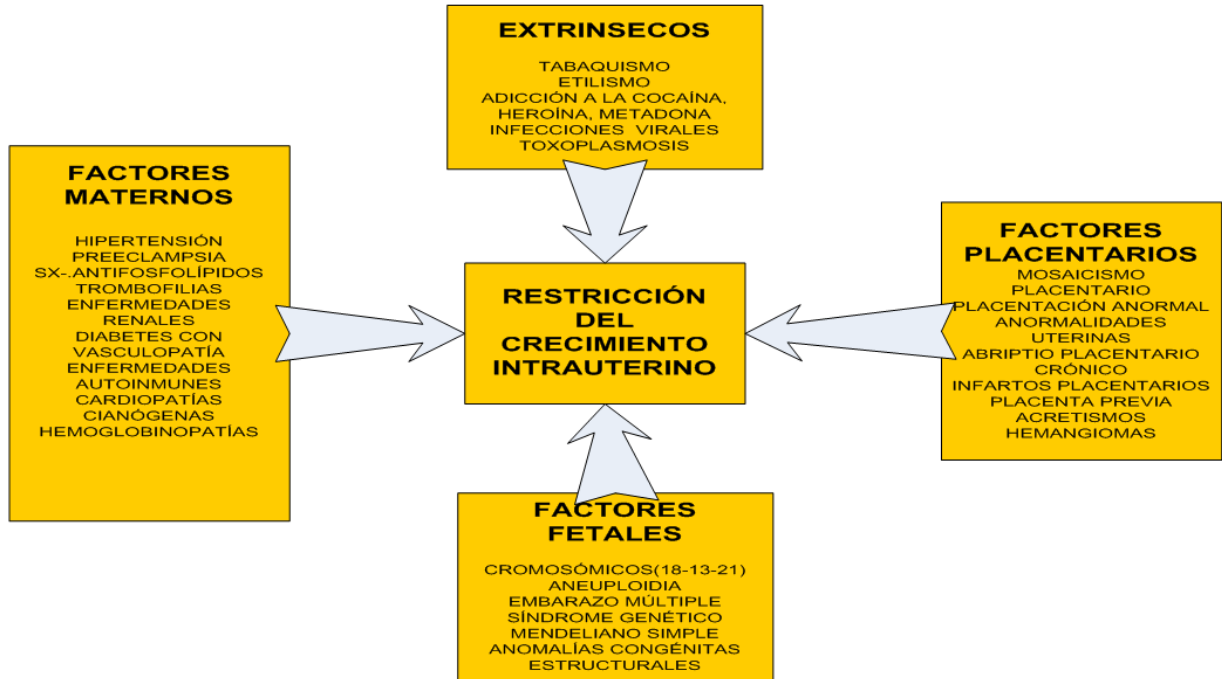 EXTRINSECOS
TABAQUISMO
ETILISMO
ADICCIÓN A LA COCAÍNA,
HEROÍNA, METADONA
INFECCIONES VIRALES
TOXOPLASMOSIS
FACTORES
MATERNOS
HIPERTENSIÓN
PREECLAMPSIA
SX-.ANTIFOSFOLÍPIDOS
TROMBOFILIAS
ENFERMEDADES
RENALES
DIABETES CON
VASCULOPATÍA
ENFERMEDADES
AUTOINMUNES
CARDIOPATÍAS
CIANÓGENAS
HEMOGLOBINOPATÍAS
RESTRICCIÓN
DEL
CRECIMIENTO
INTRAUTERINO
FACTORES
PLACENTARIOS
MOSAICISMO
PLACENTARIO
PLACENTACIÓN ANORMAL
ANORMALIDADES
UTERINAS
ABRIPTIO PLACENTARIO
CRÓNICO
INFARTOS PLACENTARIOS
PLACENTA PREVIA
ACRETISMOS
HEMANGIOMAS
FACTORES
FETALES
CROMOSÓMICOS(18-13-21)
ANEUPLOIDIA
EMBARAZO MÚLTIPLE
SÍNDROME GENÉTICO
MENDELIANO SIMPLE
ANOMALÍAS CONGÉNITAS
ESTRUCTURALES